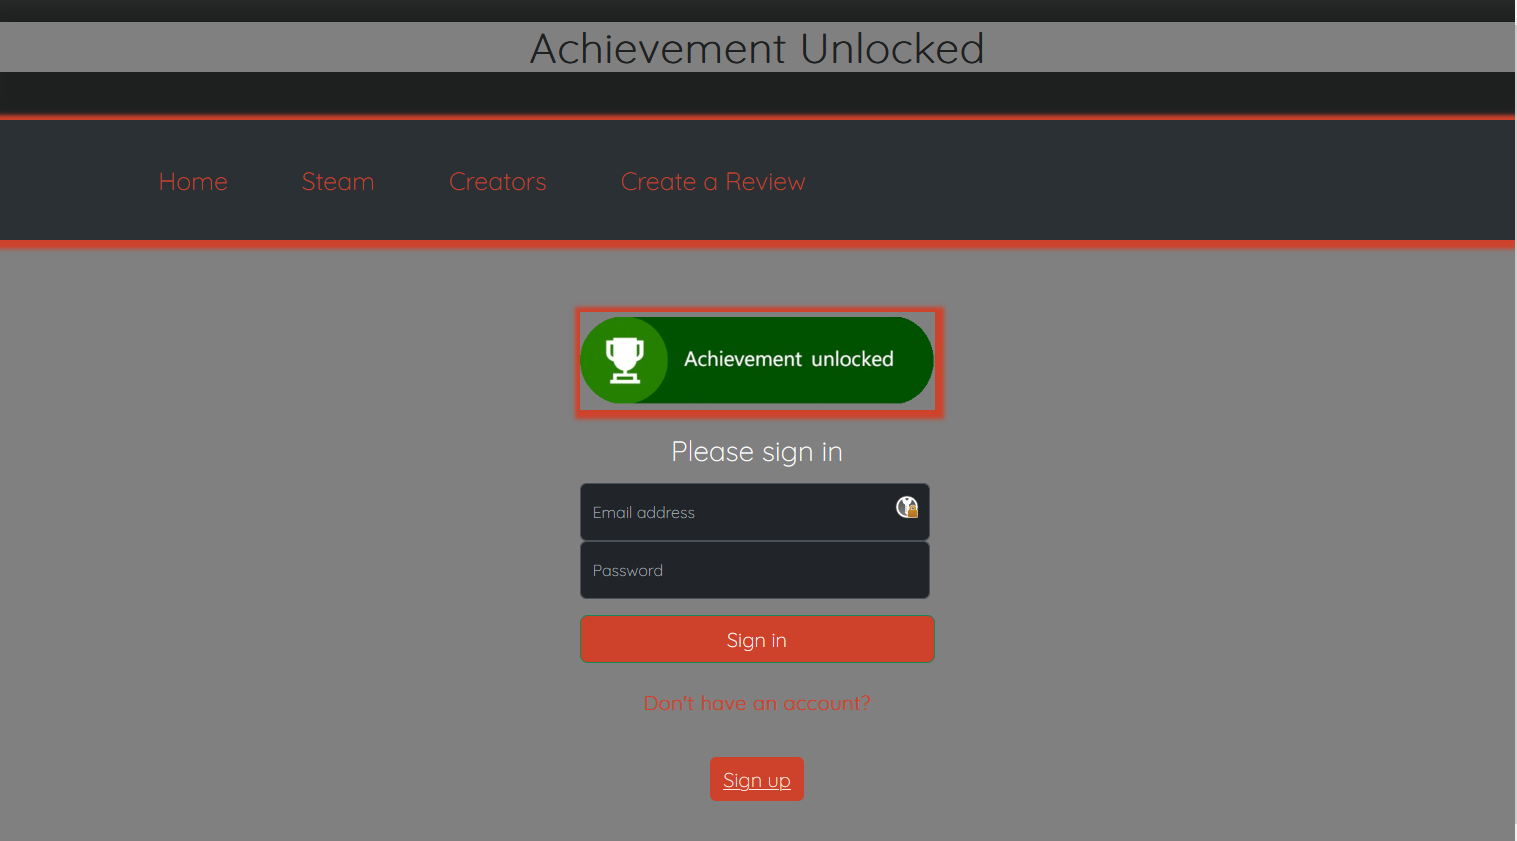 Achievement Unlocked
Home Steam Creators Create a Review
Achievement unlocked
Please sign in
Email address
Password
Sign in
Don't have an account?
Sign up